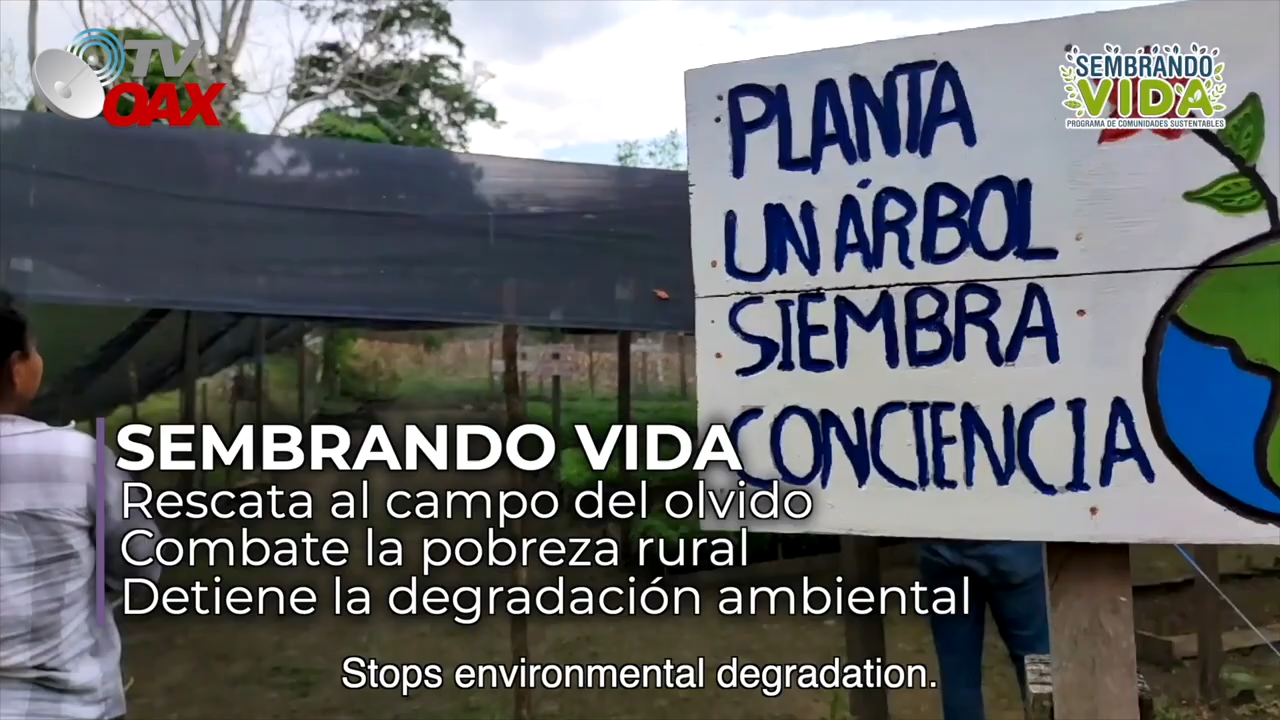 TV
OAX
SEMBRANDO
VIDA
PROGRAMA DE COMUNIDADES SUSTENTABLES
PLANTA
UN ÁRBOL
SIEMBRA
CONCIENCIA
SEMBRANDO VIDA
Rescata al campo del olvido
Combate la pobreza rural
Detiene la degradación ambiental
Stops environmental degradation.